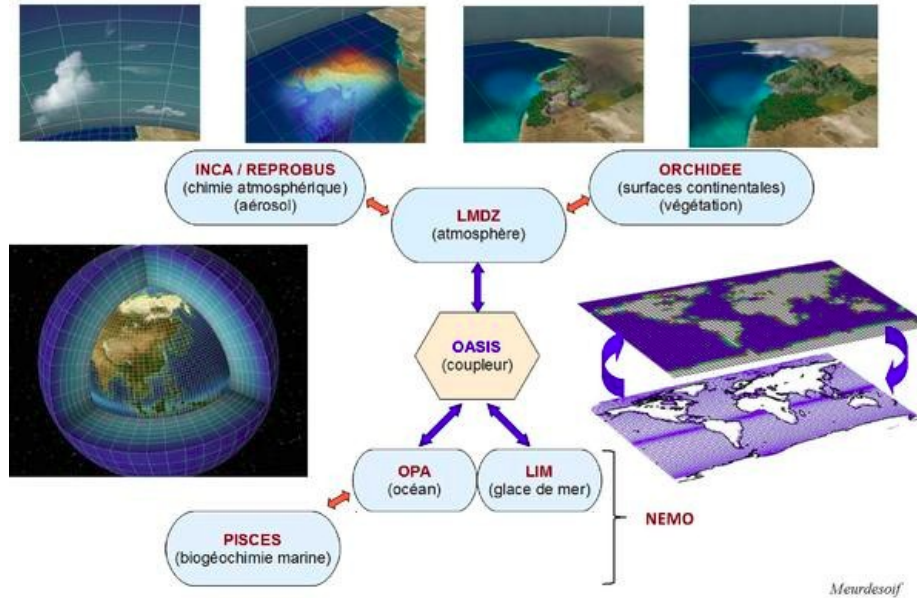 INCA / REPROBUS
(chimie atmosphérique)
(aérosol)
ORCHIDEE
(surfaces continentales)
(végétation)
LMDZ
(atmosphère)
OASIS
(coupleur)
OPA
(océan)
LIM
(glace de mer)
NEMO
PISCES
(biogéochimie marine)
Meurdesoif